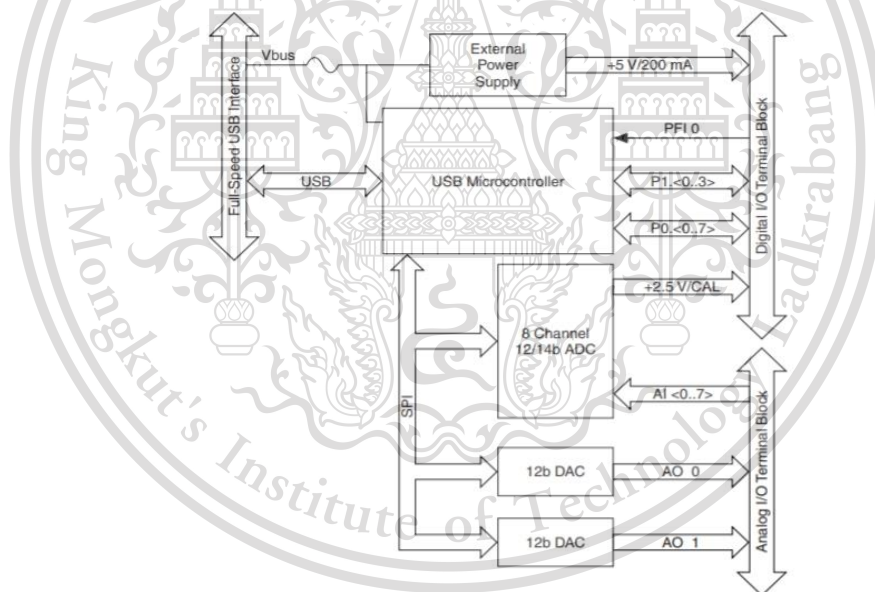 Full-Speed USB Interface
Vbus
External
Power
Supply
+5 V/200 mA
PFI 0
USB
USB Microcontroller
P1.<0..3>
P0.<0..7>
Digital I/O Terminal Block
+2.5 V/CAL
8 Channel
12/14b ADC
AI <0..7>
SPI
12b DAC
AO 0
12b DAC
AO 1
Analog I/O Terminal Block
King Mongkut's Institute of Technology Ladkrabang